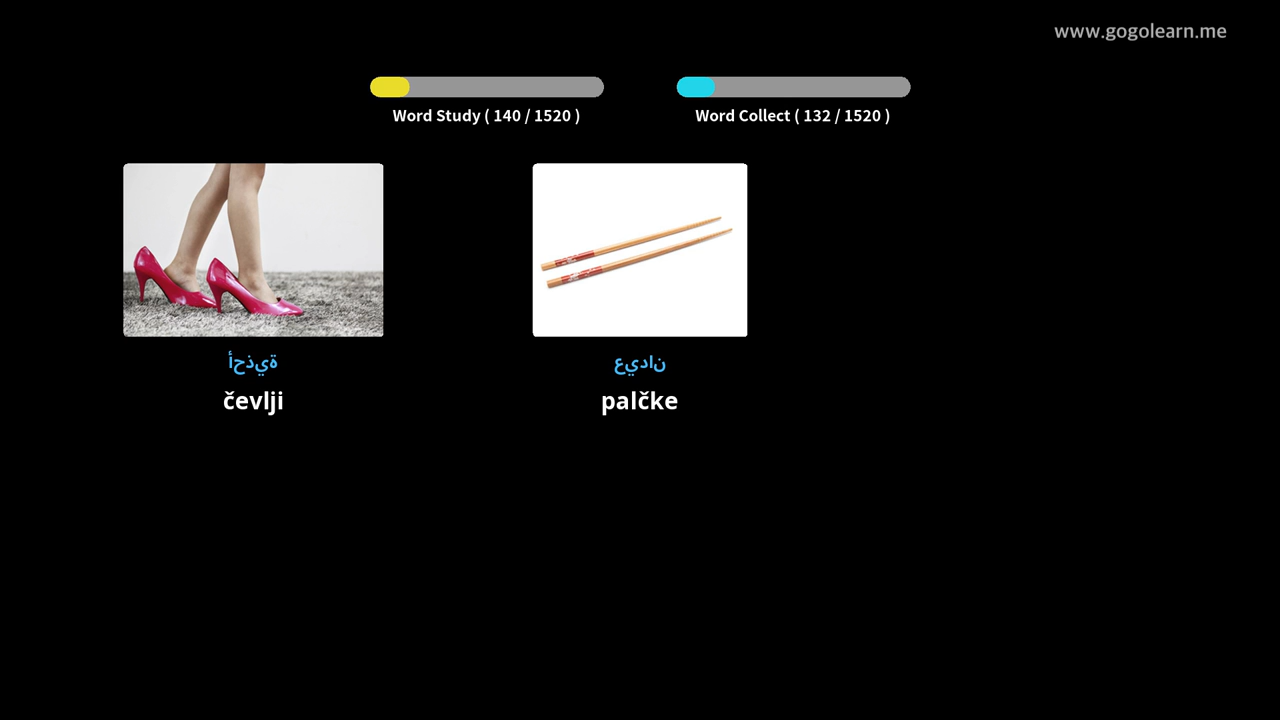 www.gogolearn.me
Word Study ( 140 / 1520 )
Word Collect ( 132 / 1520 )
أحذية
عيدان
čevlji
palčke